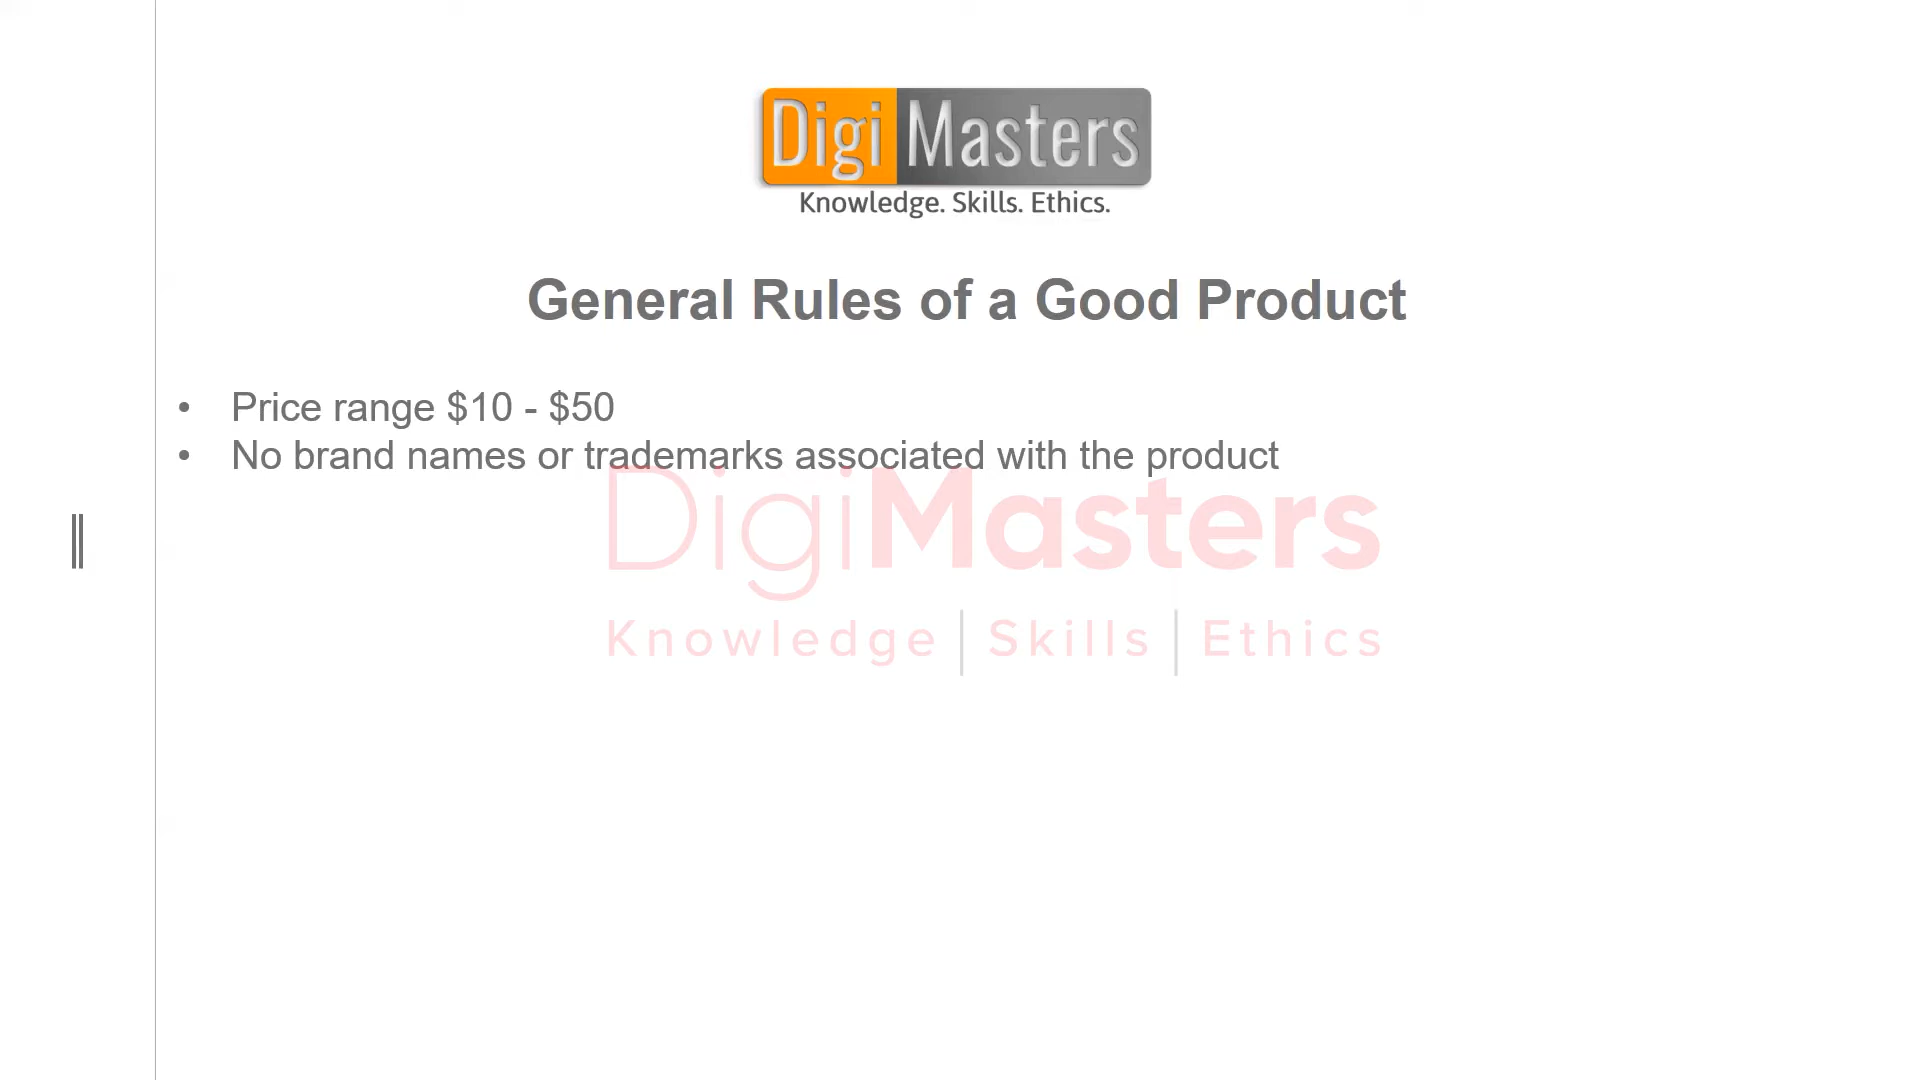 Digi Masters
Knowledge. Skills. Ethics.
General Rules of a Good Product
• Price range $10 - $50
• No brand names or trademarks associated with the product
DigiMasters
Knowledge | Skills | Ethics